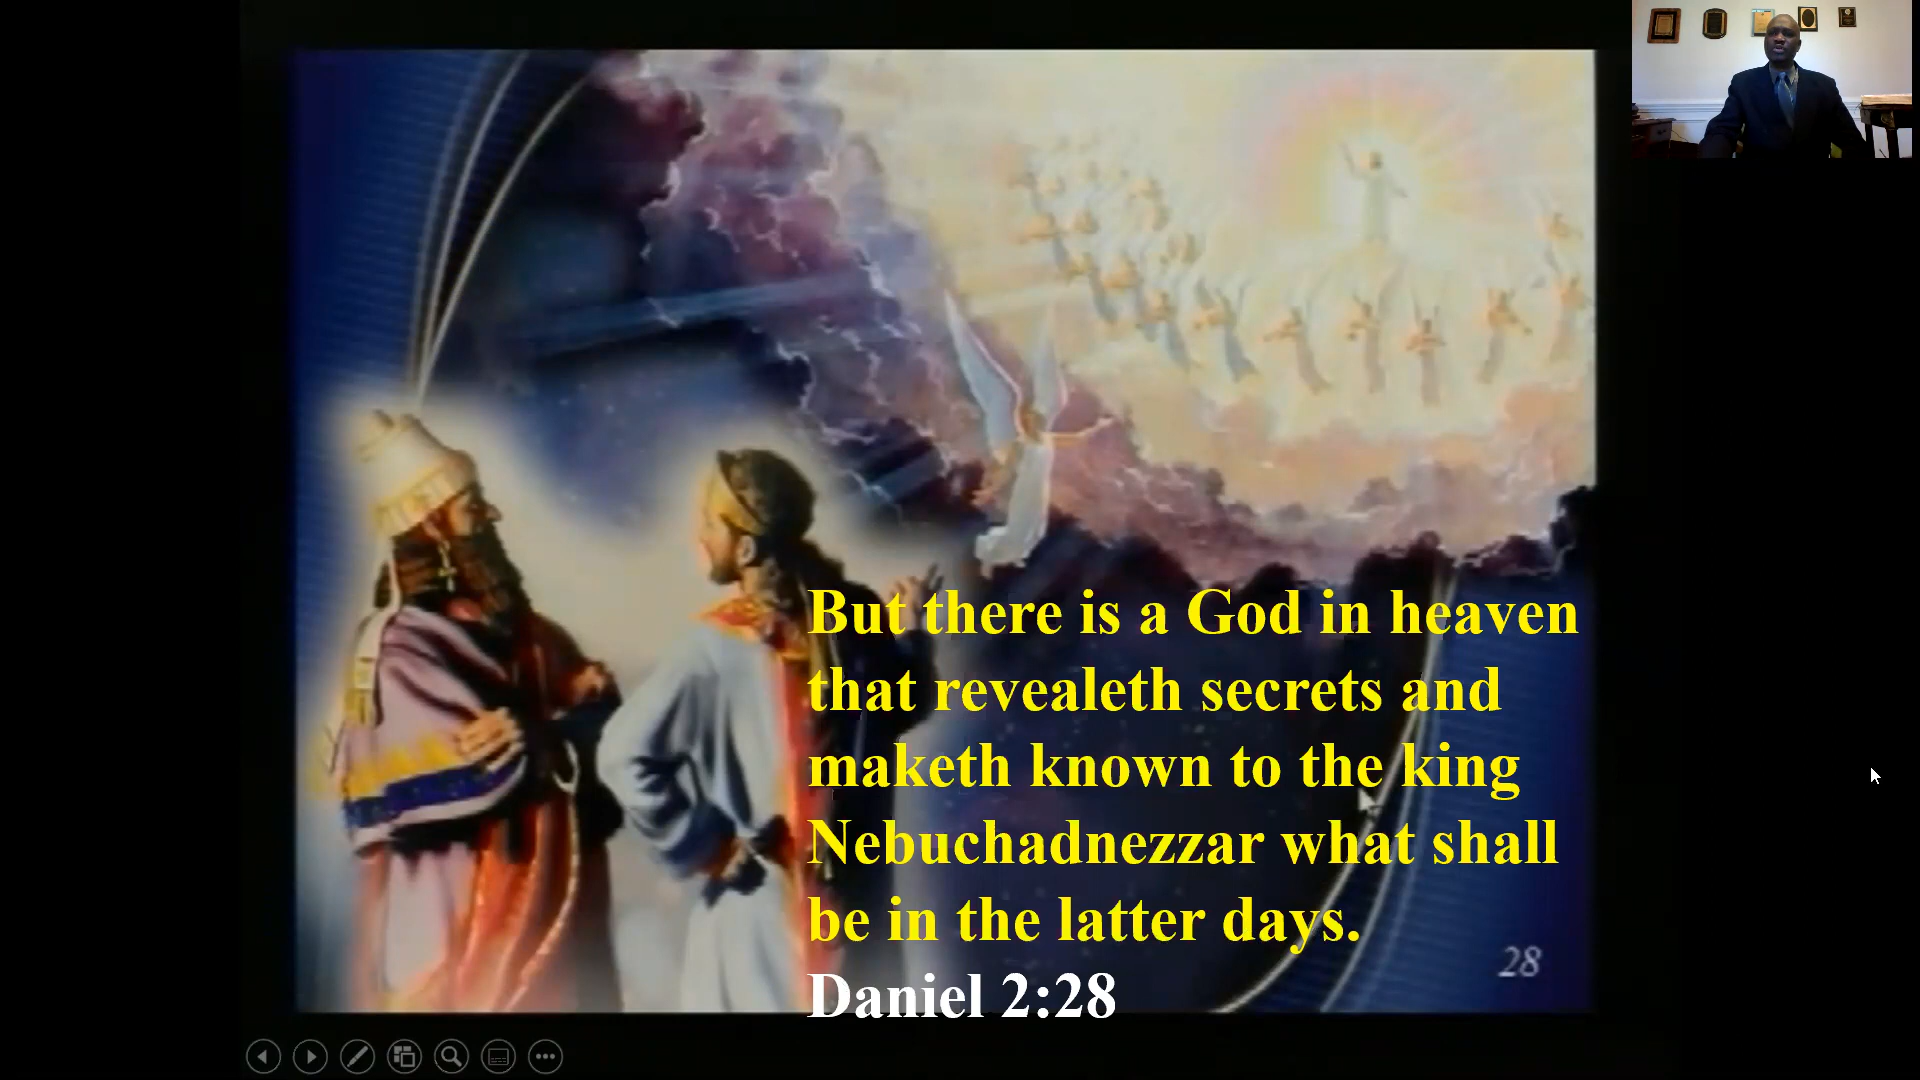 But there is a God in heaven
that revealeth secrets and
maketh known to the king
Nebuchadnezzar what shall
be in the latter days.
Daniel 2:28
28